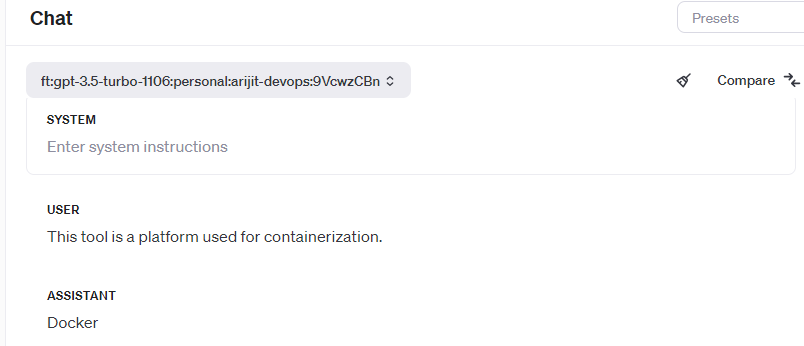 Chat
Presets
ft:gpt-3.5-turbo-1106:personal:arijit-devops:9VcwzCBn
Compare
SYSTEM
Enter system instructions
USER
This tool is a platform used for containerization.
ASSISTANT
Docker